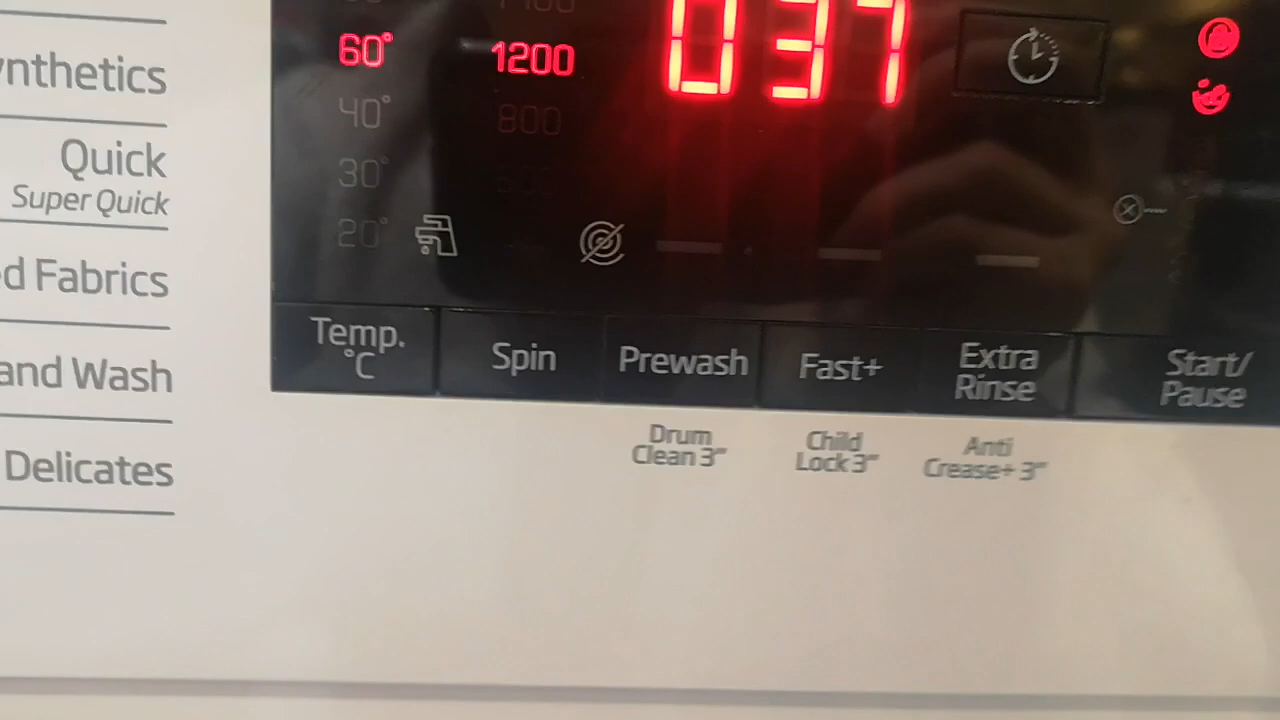 ynthetics
Quick
Super Quick
d Fabrics
and Wash
Delicates
60°
40°
30°
20°
1200
800
037
Temp.
°C
Spin
Prewash
Fast+
Extra
Rinse
Start/
Pause
Drum
Clean 3"
Child
Lock 3"
Anti
Crease+ 3"